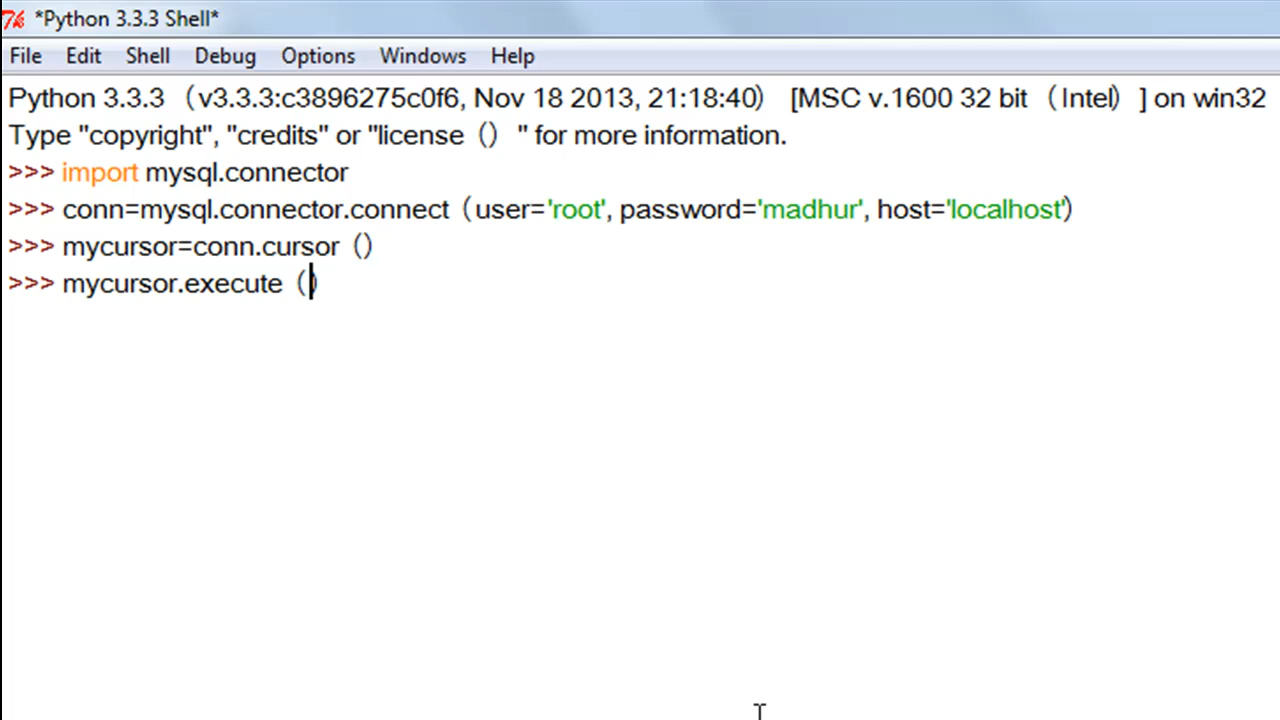 *Python 3.3.3 Shell*
File Edit Shell Debug Options Windows Help
Python 3.3.3 (v3.3.3:c3896275c0f6, Nov 18 2013, 21:18:40) [MSC v.1600 32 bit (Intel) ] on win32
Type "copyright", "credits" or "license () " for more information.
>>> import mysql.connector
>>> conn=mysql.connector.connect (user='root', password='madhur', host='localhost')
>>> mycursor=conn.cursor ()
>>> mycursor.execute ()